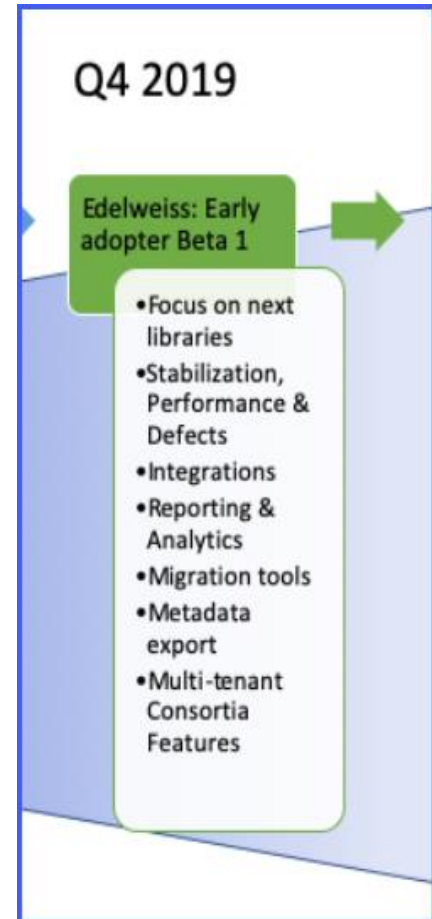 Q4 2019
Edelweiss: Early
adopter Beta 1
•Focus on next
libraries
•Stabilization,
Performance &
Defects
•Integrations
•Reporting &
Analytics
•Migration tools
•Metadata
export
•Multi-tenant
Consortia
Features